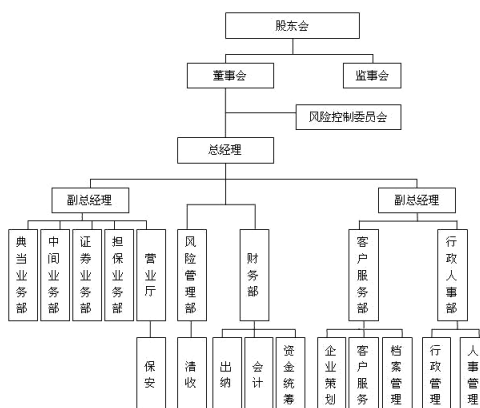 股东会
董事会
监事会
风险控制委员会
总经理
副总经理
副总经理
典当业务部
中间业务部
证券业务部
担保业务部
营业厅
风险管理部
财务部
客户服务部
行政人事部
保安
清收
出纳
会计
资金统筹
企业策划
客户服务
档案管理
行政管理
人事管理